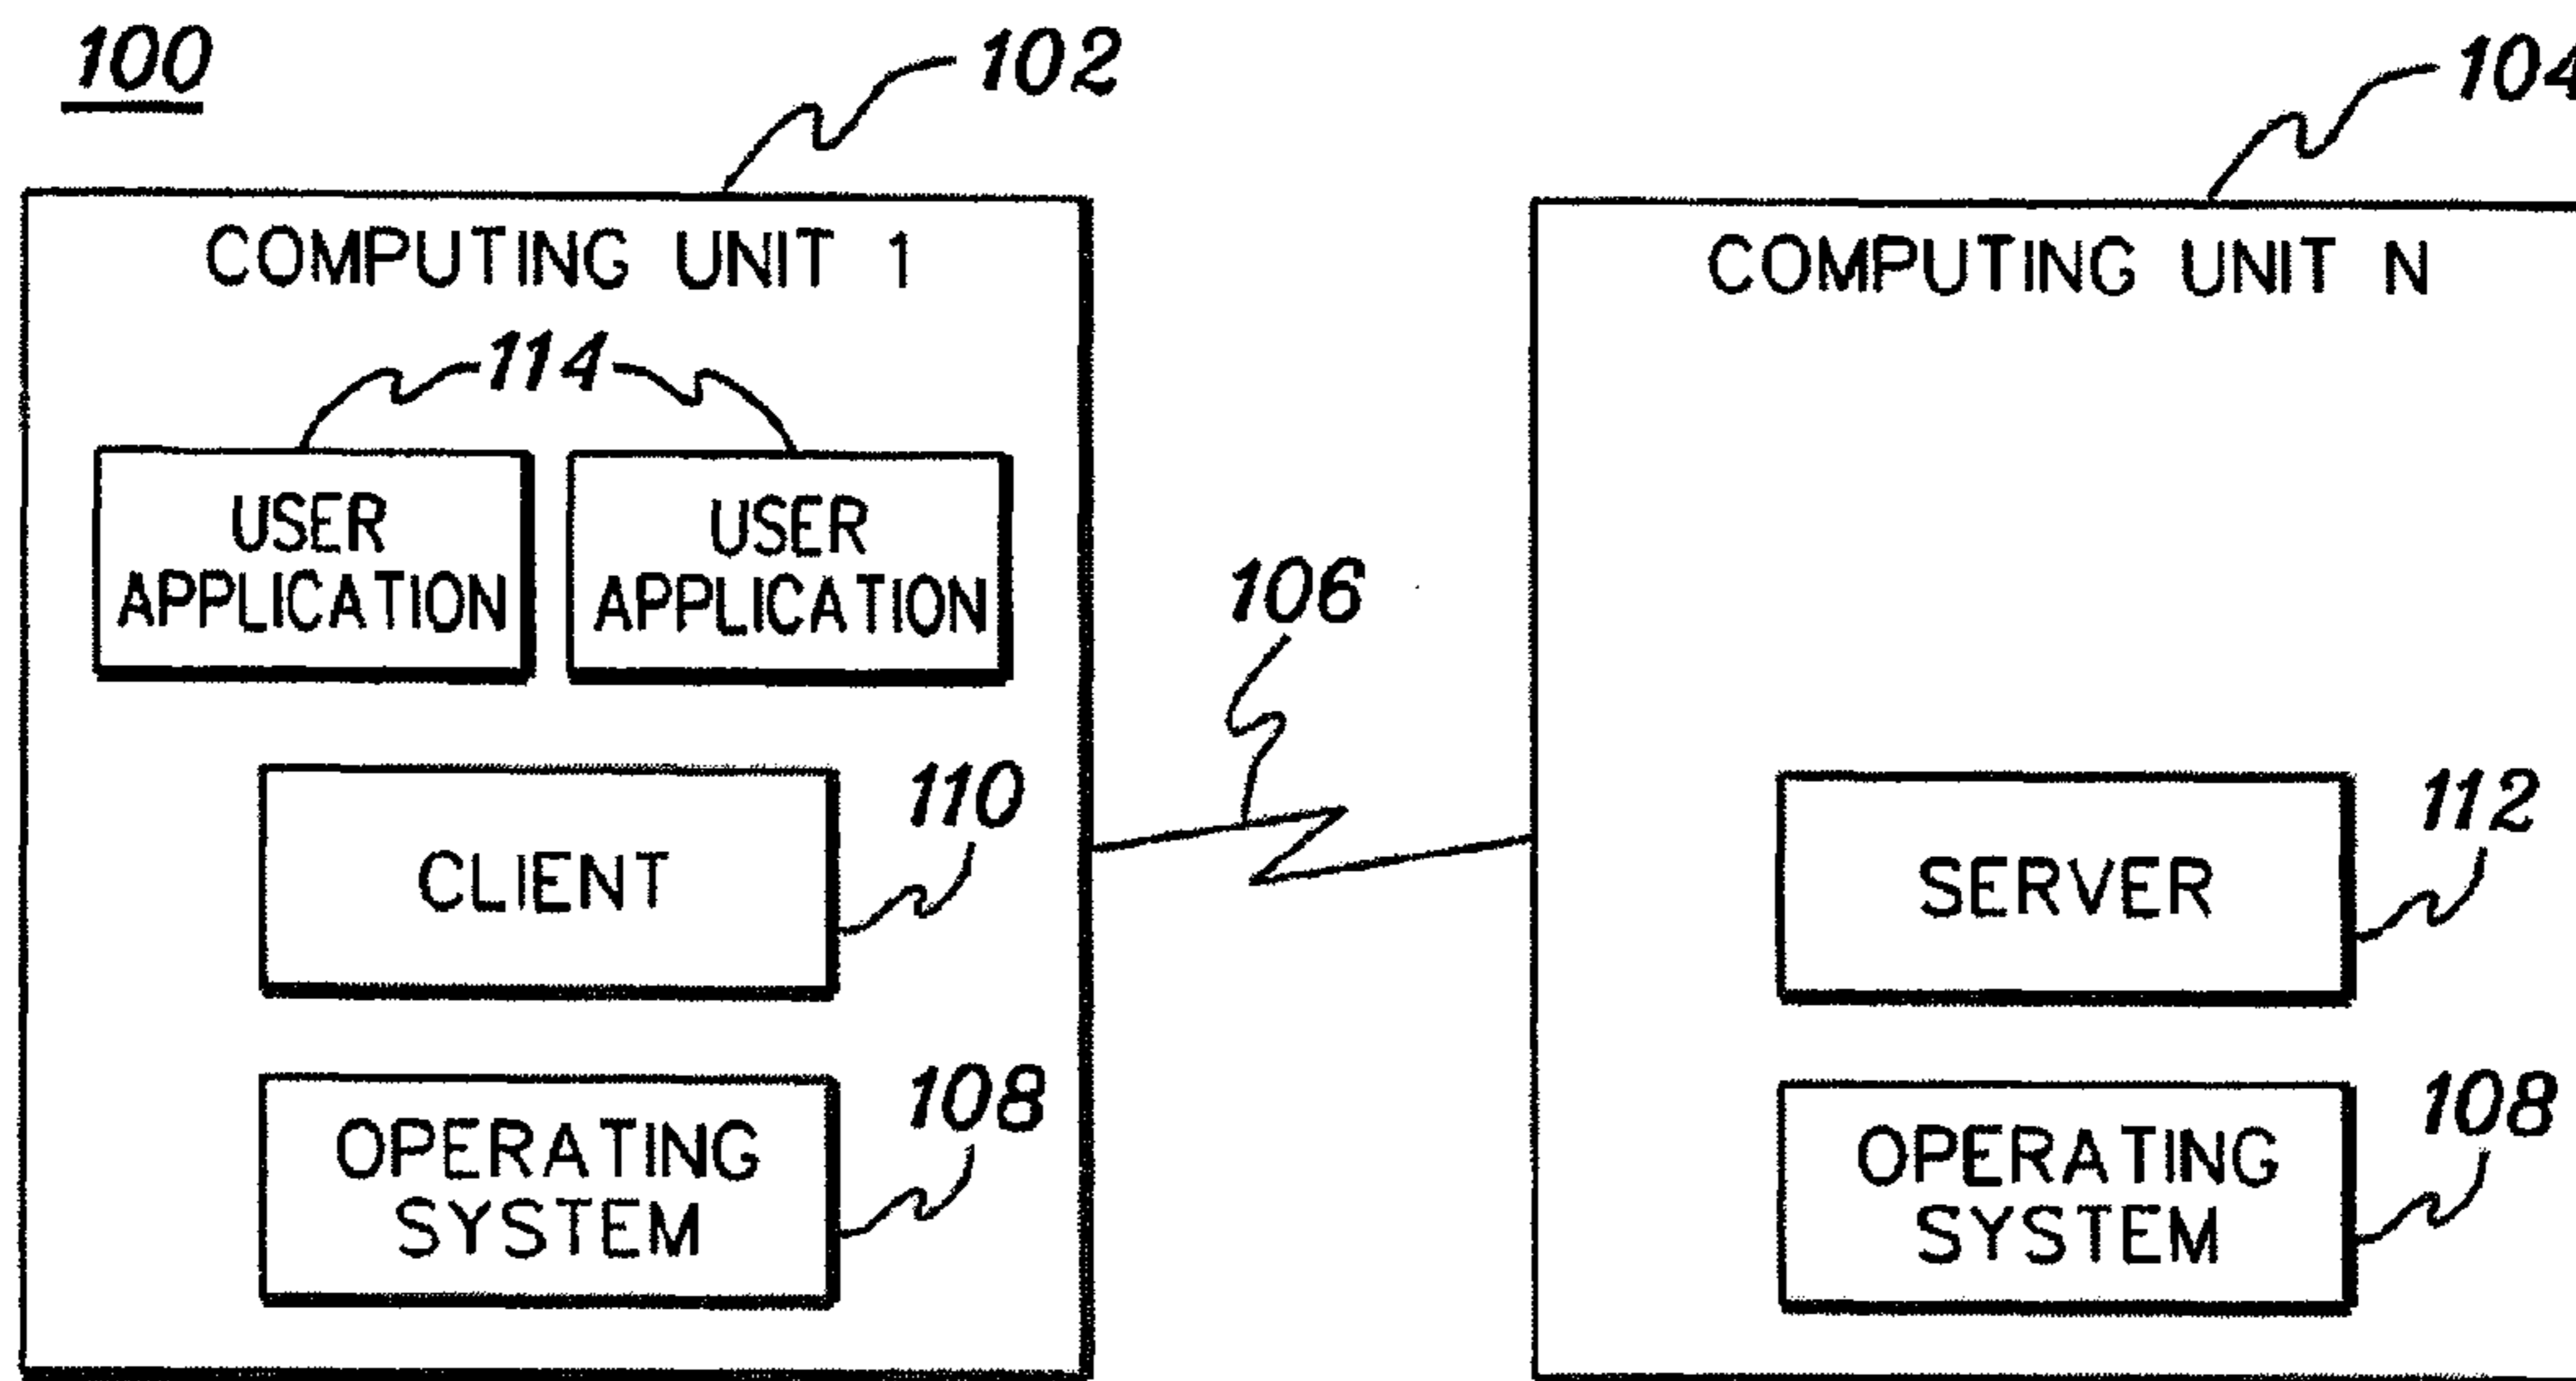 100
102
104
COMPUTING UNIT 1
COMPUTING UNIT N
114
USER
APPLICATION
USER
APPLICATION
106
CLIENT
110
SERVER
112
OPERATING
SYSTEM
108
OPERATING
SYSTEM
108